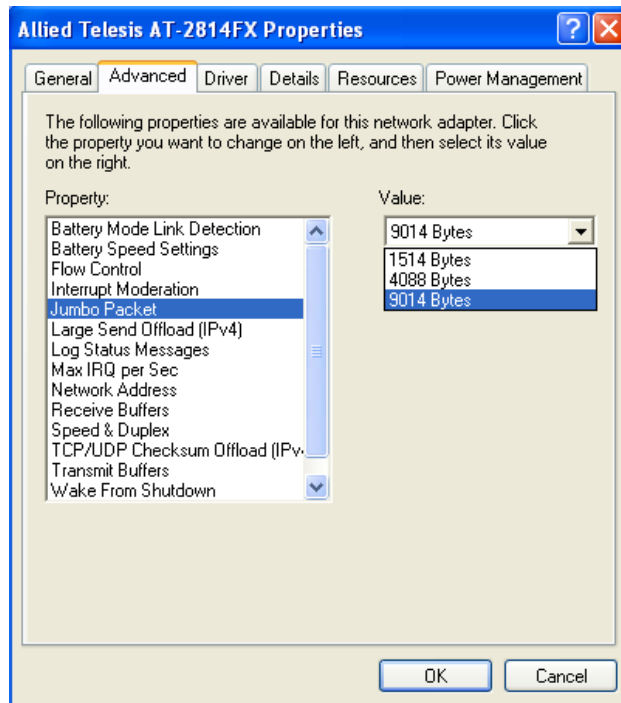 Allied Telesis AT-2814FX Properties
General
Advanced
Driver
Details
Resources
Power Management
The following properties are available for this network adapter. Click
the property you want to change on the left, and then select its value
on the right.
Property:
Battery Mode Link Detection
Battery Speed Settings
Flow Control
Interrupt Moderation
Jumbo Packet
Large Send Offload (IPv4)
Log Status Messages
Max IRQ per Sec
Network Address
Receive Buffers
Speed & Duplex
TCP/UDP Checksum Offload (IPv
Transmit Buffers
Wake From Shutdown
Value:
9014 Bytes
1514 Bytes
4088 Bytes
9014 Bytes
OK
Cancel